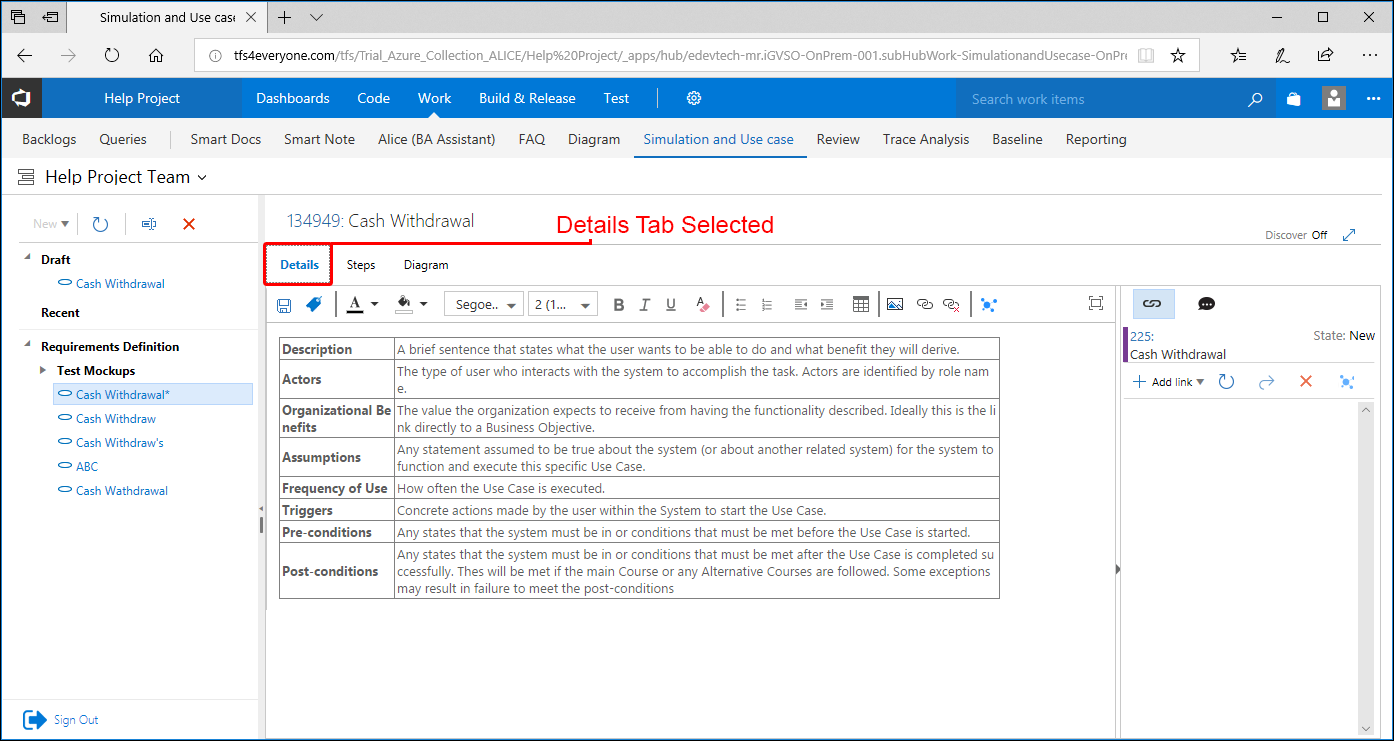 Simulation and Use case
tfs4everyone.com/tfs/Trial_Azure_Collection_ALICE/Help%20Project/_apps/hub/edevtech-mr.iGVSO-OnPrem-001.subHubWork-SimulationandUsecase-OnPre
Help Project Dashboards Code Work Build & Release Test Search work items
Backlogs Queries Smart Docs Smart Note Alice (BA Assistant) FAQ Diagram Simulation and Use case Review Trace Analysis Baseline Reporting
Help Project Team
New
Draft
Cash Withdrawal
Recent
Requirements Definition
Test Mockups
Cash Withdrawal*
Cash Withdraw
Cash Withdraw's
ABC
Cash Wathdrawal
Sign Out
134949: Cash Withdrawal
Details Tab Selected
Discover Off
Details Steps Diagram
A Segoe.. 2 (1... B I U A
Description A brief sentence that states what the user wants to be able to do and what benefit they will derive.
Actors The type of user who interacts with the system to accomplish the task. Actors are identified by role nam
e.
Organizational Be The value the organization expects to receive from having the functionality described. Ideally this is the li
nefits nk directly to a Business Objective.
Assumptions Any statement assumed to be true about the system (or about another related system) for the system to
function and execute this specific Use Case.
Frequency of Use How often the Use Case is executed.
Triggers Concrete actions made by the user within the System to start the Use Case.
Pre-conditions Any states that the system must be in or conditions that must be met before the Use Case is started.
Post-conditions Any states that the system must be in or conditions that must be met after the Use Case is completed su
ccessfully. Thes will be met if the main Course or any Alternative Courses are followed. Some exceptions
may result in failure to meet the post-conditions
225: State: New
Cash Withdrawal
Add link